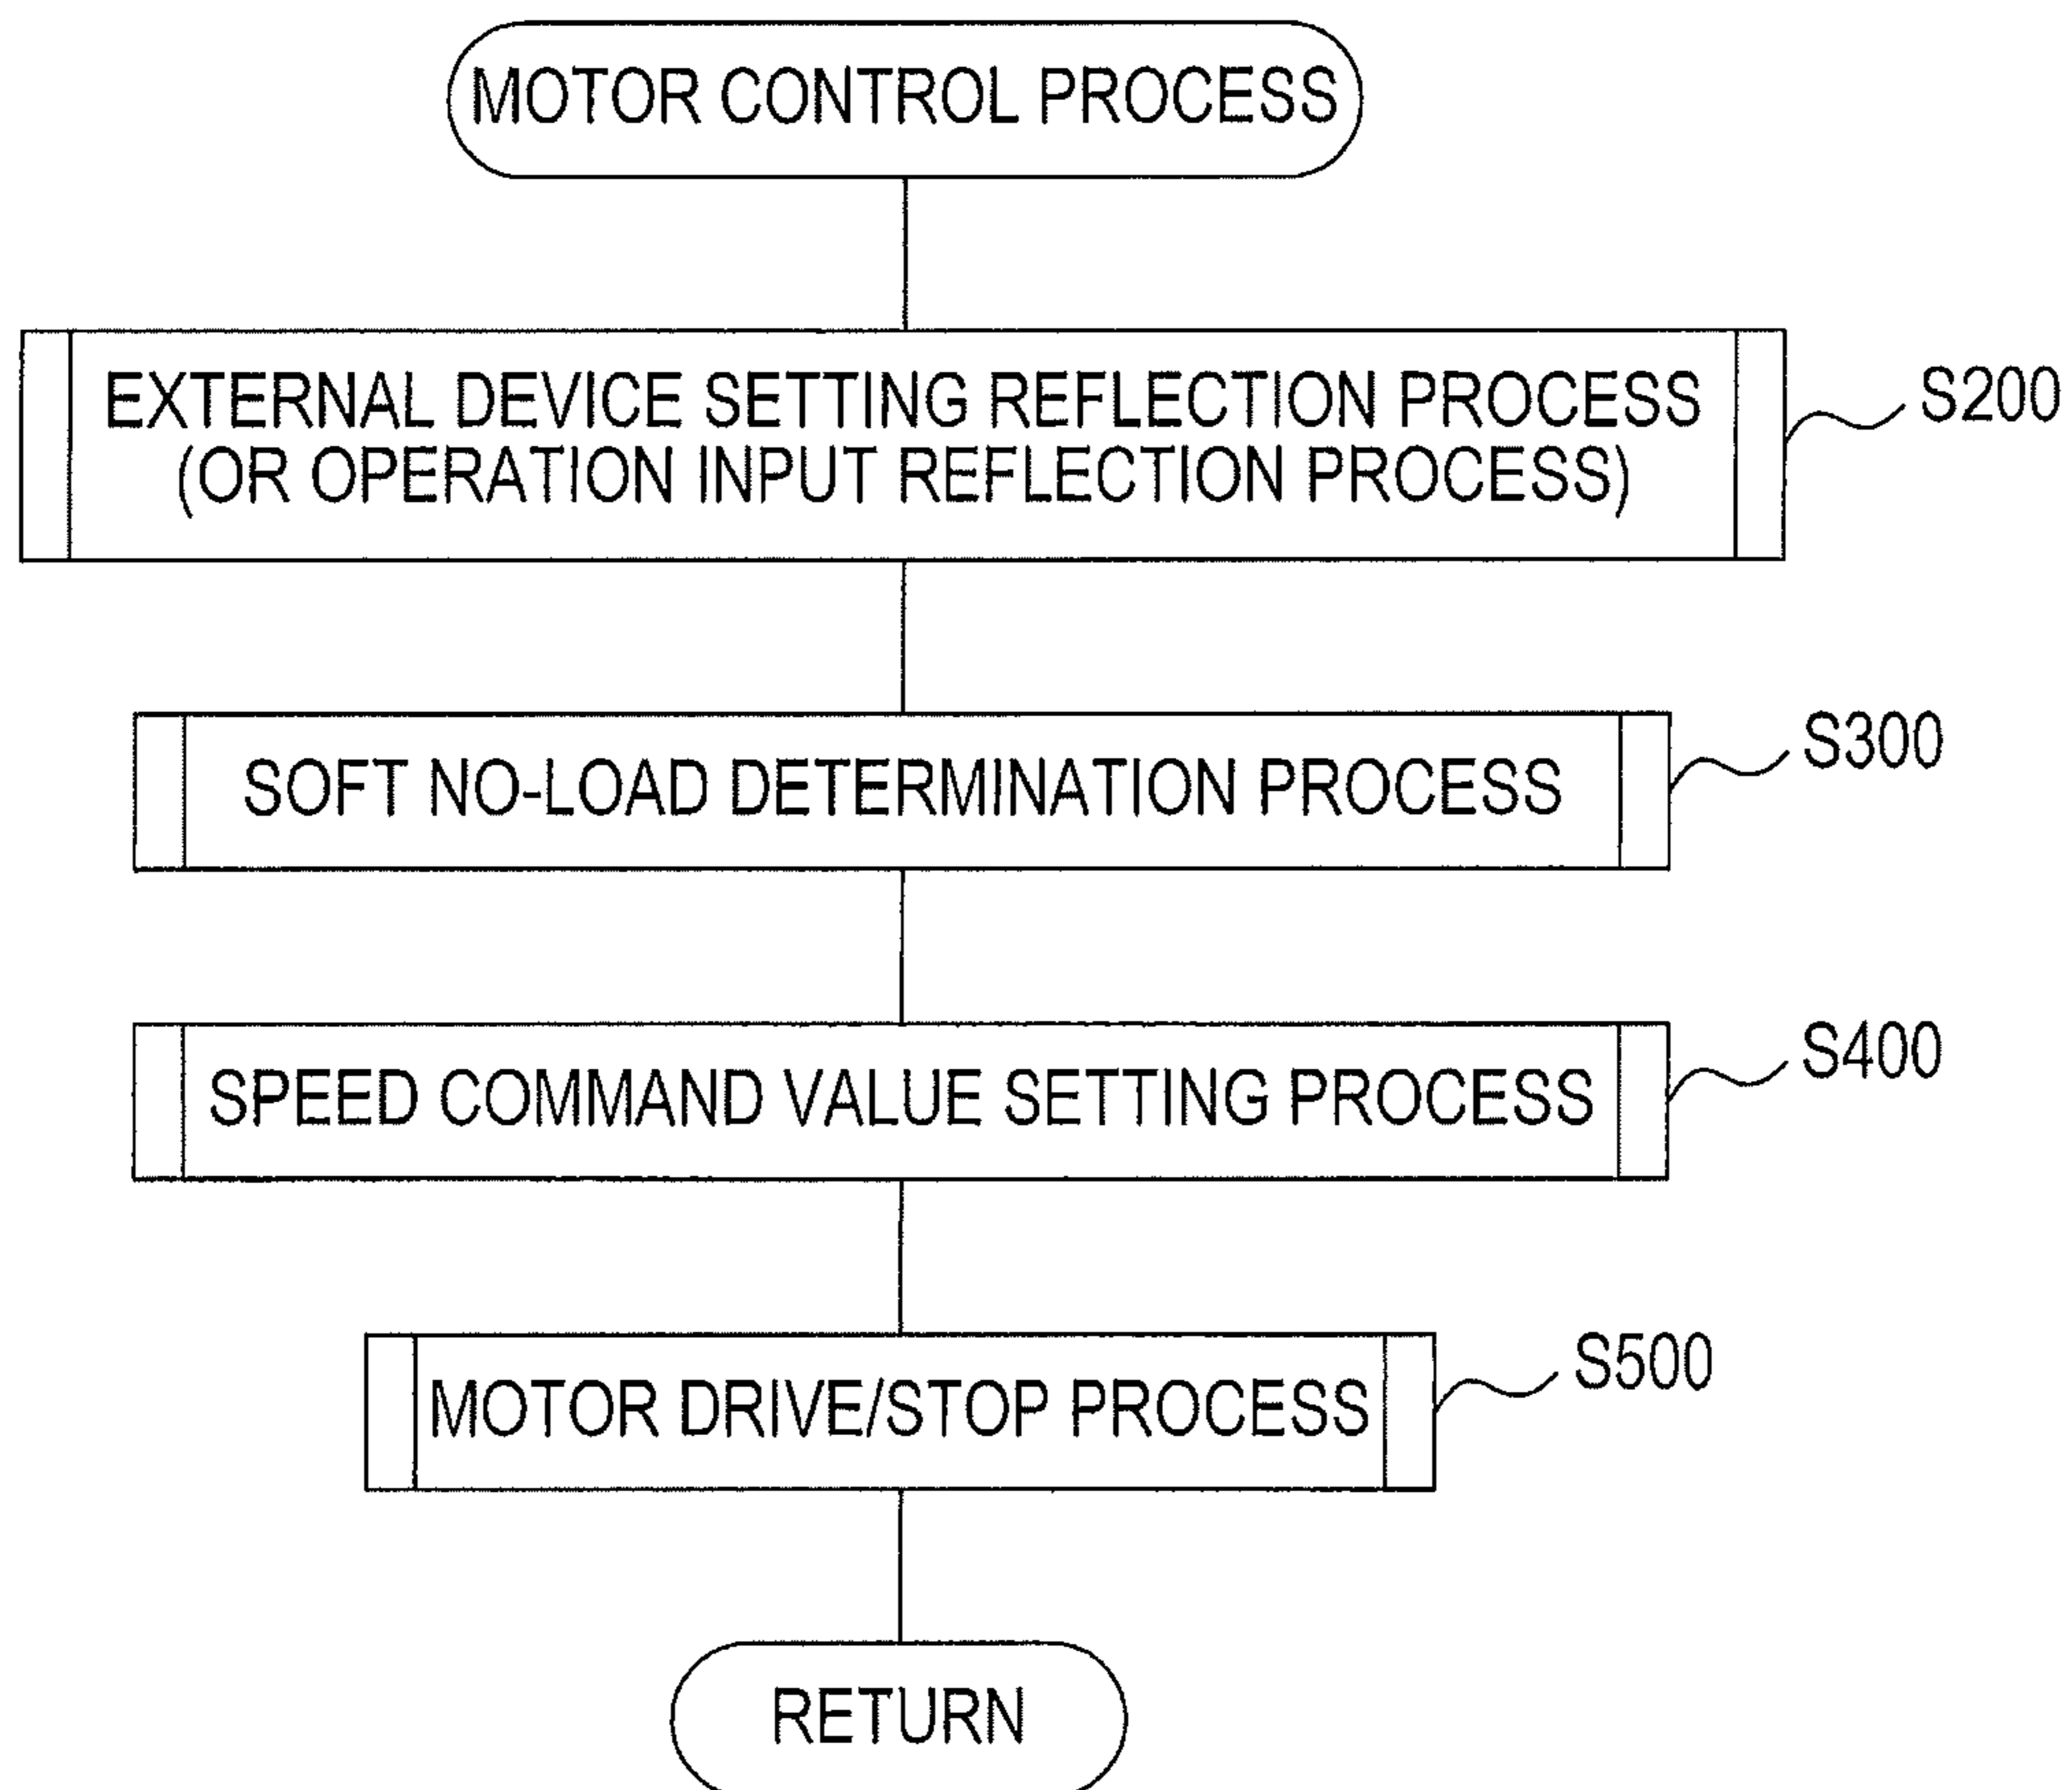 MOTOR CONTROL PROCESS
EXTERNAL DEVICE SETTING REFLECTION PROCESS
(OR OPERATION INPUT REFLECTION PROCESS)
S200
SOFT NO-LOAD DETERMINATION PROCESS
S300
SPEED COMMAND VALUE SETTING PROCESS
S400
MOTOR DRIVE/STOP PROCESS
S500
RETURN